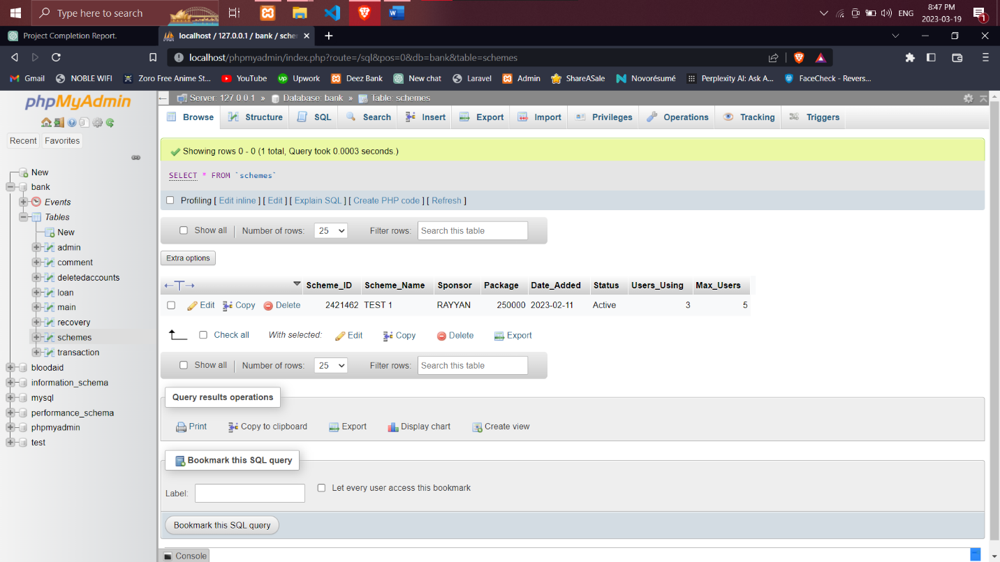 Type here to search
ENG
8:47 PM
2023-03-19
1
Project Completion Report.
localhost / 127.0.0.1 / bank / sche
localhost/phpmyadmin/index.php?route=/sql&pos=0&db=bank&table=schemes
Gmail NOBLE WIFI Zoro Free Anime St... YouTube Upwork Deez Bank New chat Laravel Admin ShareASale Novorésumé Perplexity AI: Ask A... FaceCheck - Revers...
phpMyAdmin
Recent Favorites
New
bank
Events
Tables
New
admin
comment
deletedaccounts
loan
main
recovery
schemes
transaction
bloodaid
information_schema
mysql
performance_schema
phpmyadmin
test
Server: 127.0.0.1 » Database: bank » Table: schemes
Browse Structure SQL Search Insert Export Import Privileges Operations Tracking Triggers
Showing rows 0 - 0 (1 total, Query took 0.0003 seconds.)
SELECT * FROM `schemes`
Profiling [ Edit inline ] [ Edit ] [ Explain SQL ] [ Create PHP code ] [ Refresh ]
Show all Number of rows: 25 Filter rows: Search this table
Extra options
Scheme_ID Scheme_Name Sponsor Package Date_Added Status Users_Using Max_Users
Edit Copy Delete 2421462 TEST 1 RAYYAN 250000 2023-02-11 Active 3 5
Check all With selected: Edit Copy Delete Export
Show all Number of rows: 25 Filter rows: Search this table
Query results operations
Print Copy to clipboard Export Display chart Create view
Bookmark this SQL query
Label: Let every user access this bookmark
Bookmark this SQL query
Console